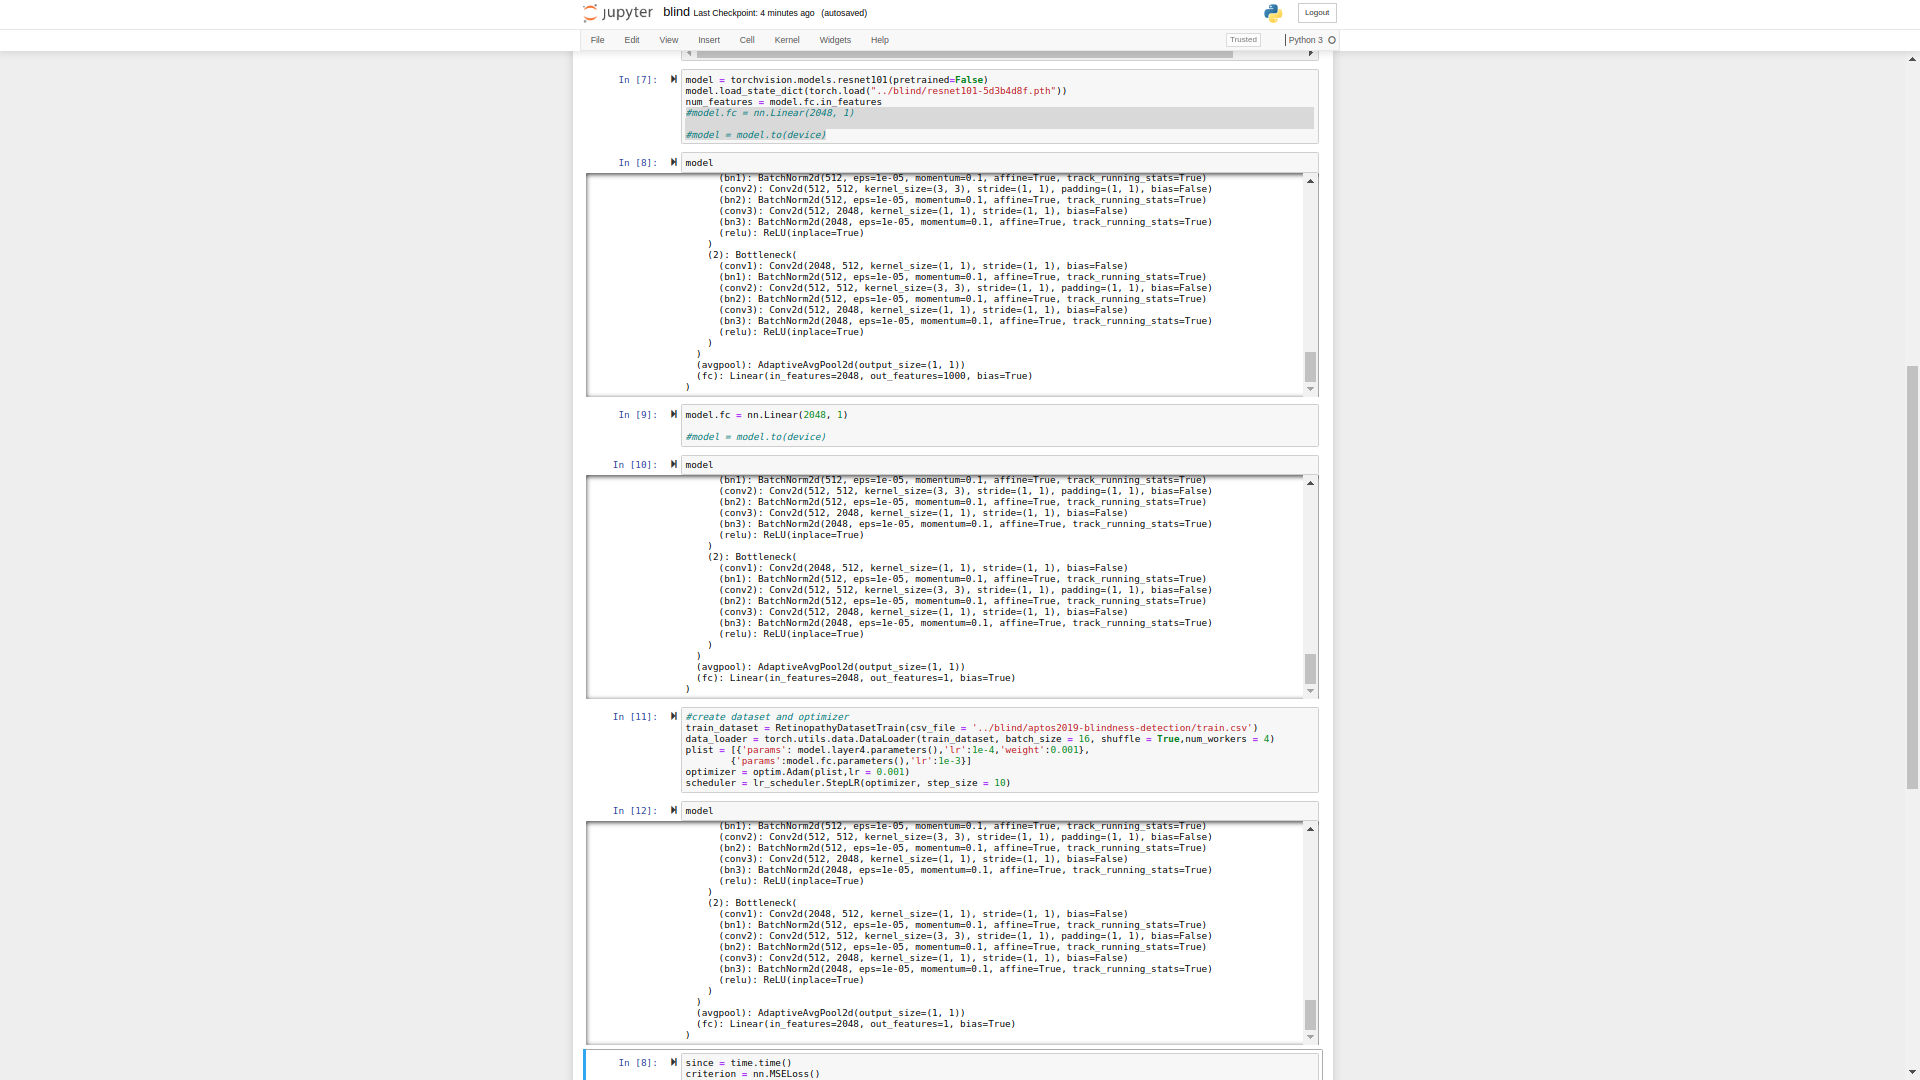 jupyter blind Last Checkpoint: 4 minutes ago (autosaved) Logout
File Edit View Insert Cell Kernel Widgets Help Trusted Python 3
In [7]: model = torchvision.models.resnet101(pretrained=False)
model.load_state_dict(torch.load("../blind/resnet101-5d3b4d8f.pth"))
num_features = model.fc.in_features
#model.fc = nn.Linear(2048, 1)
#model = model.to(device)
In [8]: model
(bn1): BatchNorm2d(512, eps=1e-05, momentum=0.1, affine=True, track_running_stats=True)
(conv2): Conv2d(512, 512, kernel_size=(3, 3), stride=(1, 1), padding=(1, 1), bias=False)
(bn2): BatchNorm2d(512, eps=1e-05, momentum=0.1, affine=True, track_running_stats=True)
(conv3): Conv2d(512, 2048, kernel_size=(1, 1), stride=(1, 1), bias=False)
(bn3): BatchNorm2d(2048, eps=1e-05, momentum=0.1, affine=True, track_running_stats=True)
(relu): ReLU(inplace=True)
)
(2): Bottleneck(
(conv1): Conv2d(2048, 512, kernel_size=(1, 1), stride=(1, 1), bias=False)
(bn1): BatchNorm2d(512, eps=1e-05, momentum=0.1, affine=True, track_running_stats=True)
(conv2): Conv2d(512, 512, kernel_size=(3, 3), stride=(1, 1), padding=(1, 1), bias=False)
(bn2): BatchNorm2d(512, eps=1e-05, momentum=0.1, affine=True, track_running_stats=True)
(conv3): Conv2d(512, 2048, kernel_size=(1, 1), stride=(1, 1), bias=False)
(bn3): BatchNorm2d(2048, eps=1e-05, momentum=0.1, affine=True, track_running_stats=True)
(relu): ReLU(inplace=True)
)
)
(avgpool): AdaptiveAvgPool2d(output_size=(1, 1))
(fc): Linear(in_features=2048, out_features=1000, bias=True)
)
In [9]: model.fc = nn.Linear(2048, 1)
#model = model.to(device)
In [10]: model
(bn1): BatchNorm2d(512, eps=1e-05, momentum=0.1, affine=True, track_running_stats=True)
(conv2): Conv2d(512, 512, kernel_size=(3, 3), stride=(1, 1), padding=(1, 1), bias=False)
(bn2): BatchNorm2d(512, eps=1e-05, momentum=0.1, affine=True, track_running_stats=True)
(conv3): Conv2d(512, 2048, kernel_size=(1, 1), stride=(1, 1), bias=False)
(bn3): BatchNorm2d(2048, eps=1e-05, momentum=0.1, affine=True, track_running_stats=True)
(relu): ReLU(inplace=True)
)
(2): Bottleneck(
(conv1): Conv2d(2048, 512, kernel_size=(1, 1), stride=(1, 1), bias=False)
(bn1): BatchNorm2d(512, eps=1e-05, momentum=0.1, affine=True, track_running_stats=True)
(conv2): Conv2d(512, 512, kernel_size=(3, 3), stride=(1, 1), padding=(1, 1), bias=False)
(bn2): BatchNorm2d(512, eps=1e-05, momentum=0.1, affine=True, track_running_stats=True)
(conv3): Conv2d(512, 2048, kernel_size=(1, 1), stride=(1, 1), bias=False)
(bn3): BatchNorm2d(2048, eps=1e-05, momentum=0.1, affine=True, track_running_stats=True)
(relu): ReLU(inplace=True)
)
)
(avgpool): AdaptiveAvgPool2d(output_size=(1, 1))
(fc): Linear(in_features=2048, out_features=1, bias=True)
)
In [11]: #create dataset and optimizer
train_dataset = RetinopathyDatasetTrain(csv_file = '../blind/aptos2019-blindness-detection/train.csv')
data_loader = torch.utils.data.DataLoader(train_dataset, batch_size = 16, shuffle = True,num_workers = 4)
plist = [{'params': model.layer4.parameters(),'lr':1e-4,'weight':0.001},
{'params':model.fc.parameters(),'lr':1e-3}]
optimizer = optim.Adam(plist,lr = 0.001)
scheduler = lr_scheduler.StepLR(optimizer, step_size = 10)
In [12]: model
(bn1): BatchNorm2d(512, eps=1e-05, momentum=0.1, affine=True, track_running_stats=True)
(conv2): Conv2d(512, 512, kernel_size=(3, 3), stride=(1, 1), padding=(1, 1), bias=False)
(bn2): BatchNorm2d(512, eps=1e-05, momentum=0.1, affine=True, track_running_stats=True)
(conv3): Conv2d(512, 2048, kernel_size=(1, 1), stride=(1, 1), bias=False)
(bn3): BatchNorm2d(2048, eps=1e-05, momentum=0.1, affine=True, track_running_stats=True)
(relu): ReLU(inplace=True)
)
(2): Bottleneck(
(conv1): Conv2d(2048, 512, kernel_size=(1, 1), stride=(1, 1), bias=False)
(bn1): BatchNorm2d(512, eps=1e-05, momentum=0.1, affine=True, track_running_stats=True)
(conv2): Conv2d(512, 512, kernel_size=(3, 3), stride=(1, 1), padding=(1, 1), bias=False)
(bn2): BatchNorm2d(512, eps=1e-05, momentum=0.1, affine=True, track_running_stats=True)
(conv3): Conv2d(512, 2048, kernel_size=(1, 1), stride=(1, 1), bias=False)
(bn3): BatchNorm2d(2048, eps=1e-05, momentum=0.1, affine=True, track_running_stats=True)
(relu): ReLU(inplace=True)
)
)
(avgpool): AdaptiveAvgPool2d(output_size=(1, 1))
(fc): Linear(in_features=2048, out_features=1, bias=True)
)
In [8]: since = time.time()
criterion = nn.MSELoss()